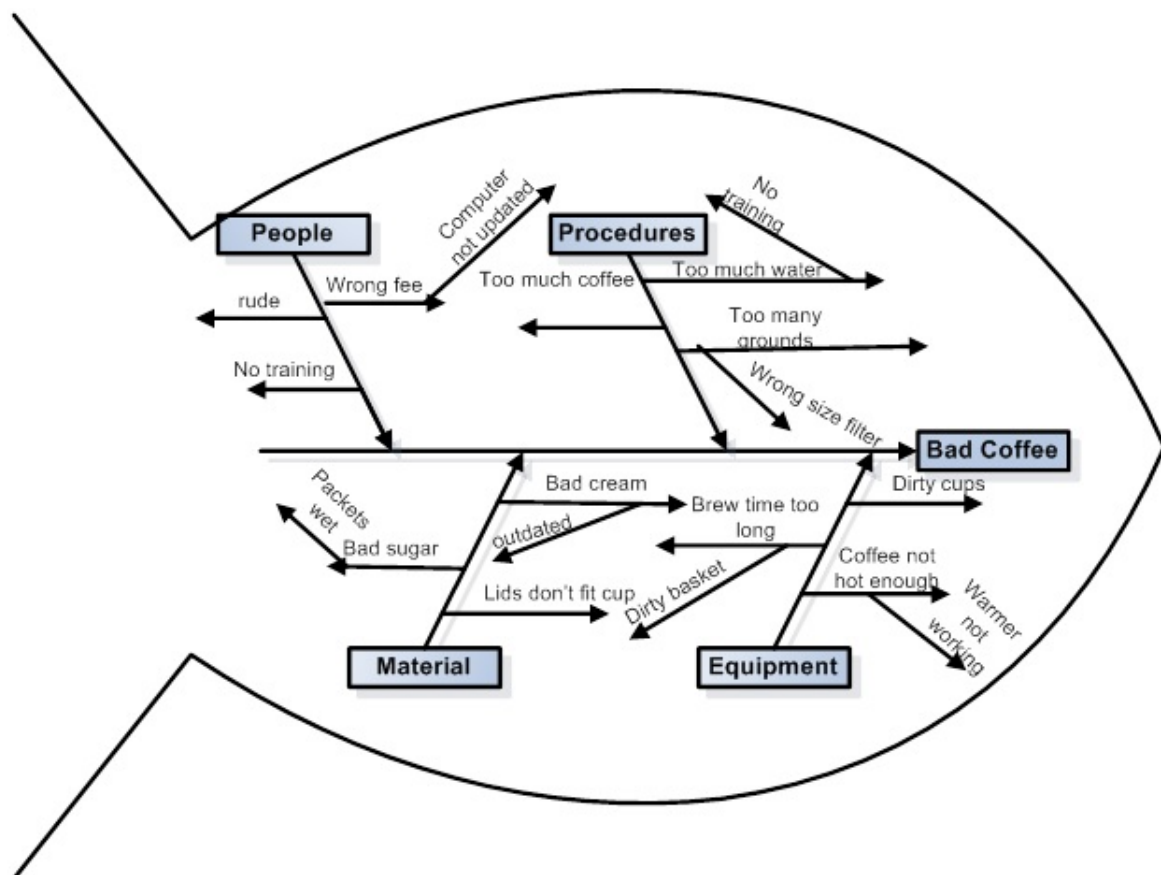 People
Wrong fee
Computer
not updated
rude
No training
Procedures
Too much coffee
Too much water
No
training
Too many
grounds
Wrong size filter
Bad Coffee
Packets
wet
Bad sugar
Bad cream
outdated
Lids don't fit cup
Material
Brew time too
long
Dirty basket
Dirty cups
Coffee not
hot enough
Warmer
not
working
Equipment